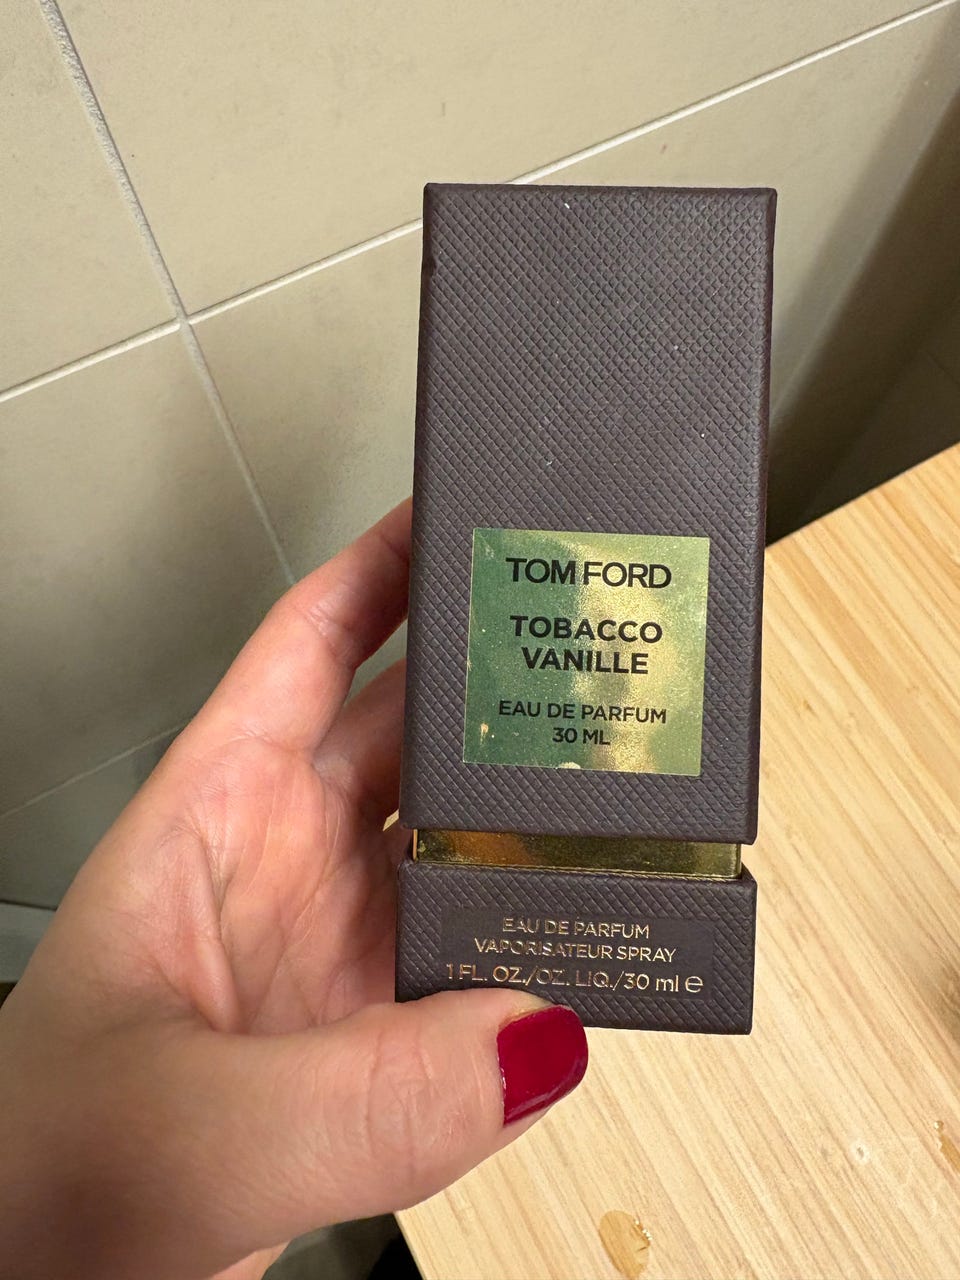 TOM FORD
TOBACCO
VANILLE
EAU DE PARFUM
30 ML
EAU DE PARFUM
VAPORISATEUR SPRAY
1 FL. OZ./OZ. LIQ./30 ml ℮